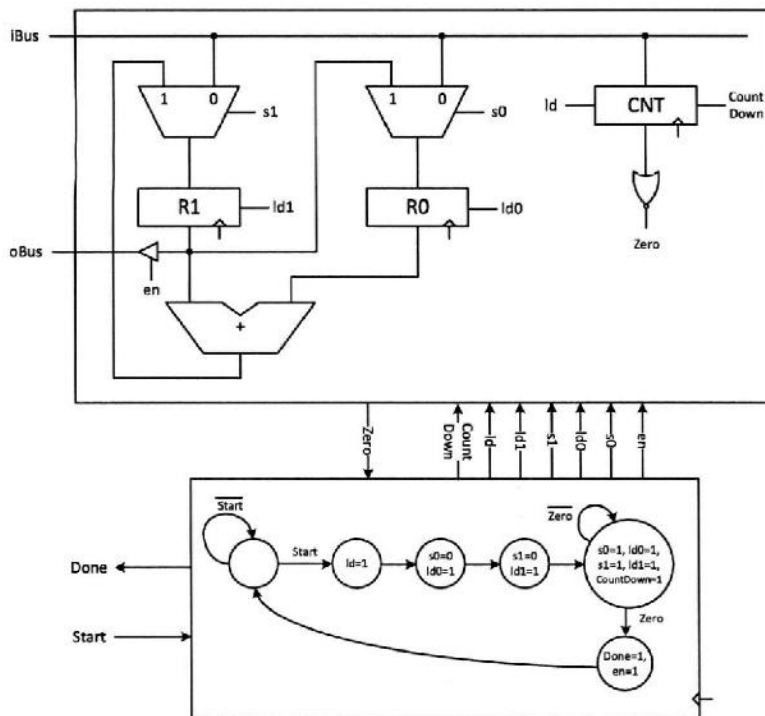 iBus
1 0
s1
1 0
s0
ld
CNT
Count
Down
R1
ld1
R0
ld0
Zero
oBus
en
+
Zero
Count
Down
ld
ld1
s1
ld0
s0
en
Start
Zero
Start
ld=1
s0=0
ld0=1
s1=0
ld1=1
s0=1, ld0=1,
s1=1, ld1=1,
CountDown=1
Done
Zero
Start
Done=1,
en=1